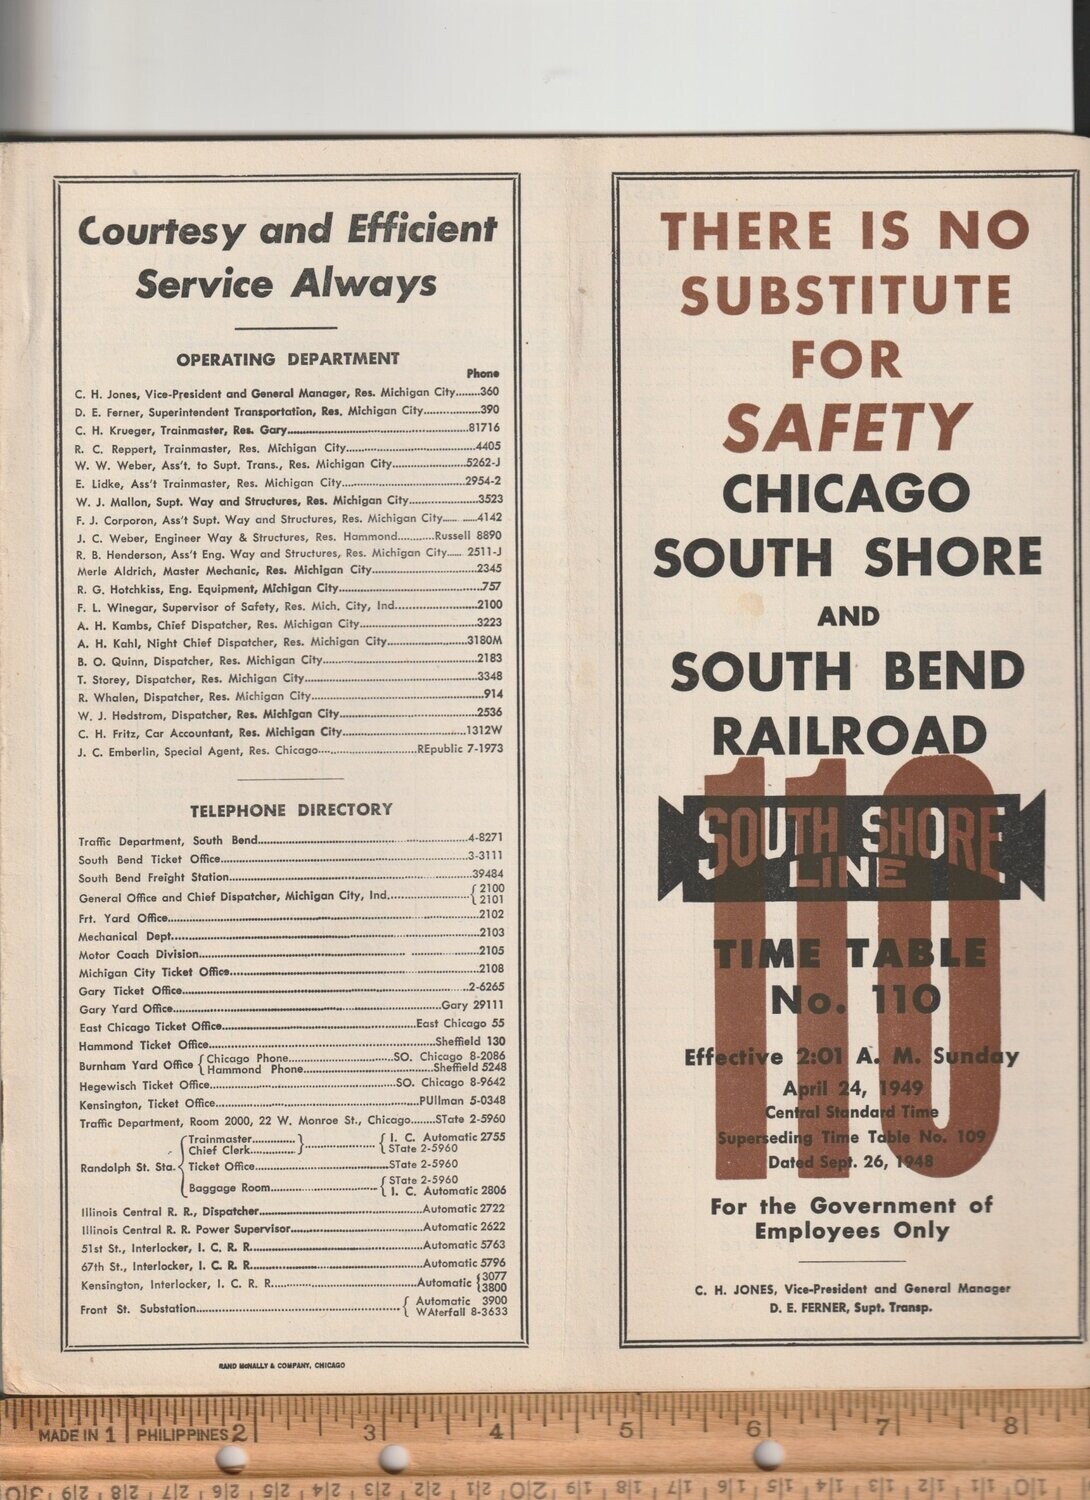 Courtesy and Efficient
Service Always
OPERATING DEPARTMENT
Phone
C. H. Jones, Vice-President and General Manager, Res. Michigan City........360
D. E. Ferner, Superintendent Transportation, Res. Michigan City................390
C. H. Krueger, Trainmaster, Res. Gary................81716
R. C. Reppert, Trainmaster, Res. Michigan City................4405
W. W. Weber, Ass't. to Supt. Trans., Res. Michigan City................5262-J
E. Lidke, Ass't Trainmaster, Res. Michigan City................2954-2
W. J. Mallon, Supt. Way and Structures, Res. Michigan City................3523
F. J. Corporon, Ass't Supt. Way and Structures, Res. Michigan City..........4142
J. C. Weber, Engineer Way & Structures, Res. Hammond..........Russell 8890
R. B. Henderson, Ass't Eng. Way and Structures, Res. Michigan City..... 2511-J
Merle Aldrich, Master Mechanic, Res. Michigan City................2345
R. G. Hotchkiss, Eng. Equipment, Michigan City................757
F. L. Winegar, Supervisor of Safety, Res. Mich. City, Ind................2100
A. H. Kambs, Chief Dispatcher, Res. Michigan City................3223
A. H. Kahl, Night Chief Dispatcher, Res. Michigan City................3180M
B. O. Quinn, Dispatcher, Res. Michigan City................2183
T. Storey, Dispatcher, Res. Michigan City................3348
R. Whalen, Dispatcher, Res. Michigan City................914
W. J. Hedstrom, Dispatcher, Res. Michigan City................2536
C. H. Fritz, Car Accountant, Res. Michigan City................1312W
J. C. Emberlin, Special Agent, Res. Chicago................REpublic 7-1973
TELEPHONE DIRECTORY
Traffic Department, South Bend................4-8271
South Bend Ticket Office................3-3111
South Bend Freight Station................39484
General Office and Chief Dispatcher, Michigan City, Ind................{2100
2101
Frt. Yard Office................2102
Mechanical Dept................2103
Motor Coach Division................2105
Michigan City Ticket Office................2108
Gary Ticket Office................2-6265
Gary Yard Office................Gary 29111
East Chicago Ticket Office................East Chicago 55
Hammond Ticket Office................Sheffield 130
Burnham Yard Office {Chicago Phone................SO. Chicago 8-2086
Hammond Phone................Sheffield 5248
Hegewisch Ticket Office................SO. Chicago 8-9642
Kensington, Ticket Office................PUllman 5-0348
Traffic Department, Room 2000, 22 W. Monroe St., Chicago.......STate 2-5960
Trainmaster............}................{I. C. Automatic 2755
Chief Clerk............ STate 2-5960
Randolph St. Sta. Ticket Office................STate 2-5960
Baggage Room................{STate 2-5960
I. C. Automatic 2806
Illinois Central R. R., Dispatcher................Automatic 2722
Illinois Central R. R. Power Supervisor................Automatic 2622
51st St., Interlocker, I. C. R. R................Automatic 5763
67th St., Interlocker, I. C. R. R................Automatic 5796
Kensington, Interlocker, I. C. R. R................Automatic {3077
3800
Front St. Substation................{Automatic 3900
WAterfall 8-3633
RAND McNALLY & COMPANY, CHICAGO
THERE IS NO
SUBSTITUTE
FOR
SAFETY
CHICAGO
SOUTH SHORE
AND
SOUTH BEND
RAILROAD
110
SOUTH SHORE
LINE
TIME TABLE
No. 110
Effective 2:01 A. M. Sunday
April 24, 1949
Central Standard Time
Superseding Time Table No. 109
Dated Sept. 26, 1948
For the Government of
Employees Only
C. H. JONES, Vice-President and General Manager
D. E. FERNER, Supt. Transp.
MADE IN 1 PHILIPPINES 2 3 4 5 6 7 8